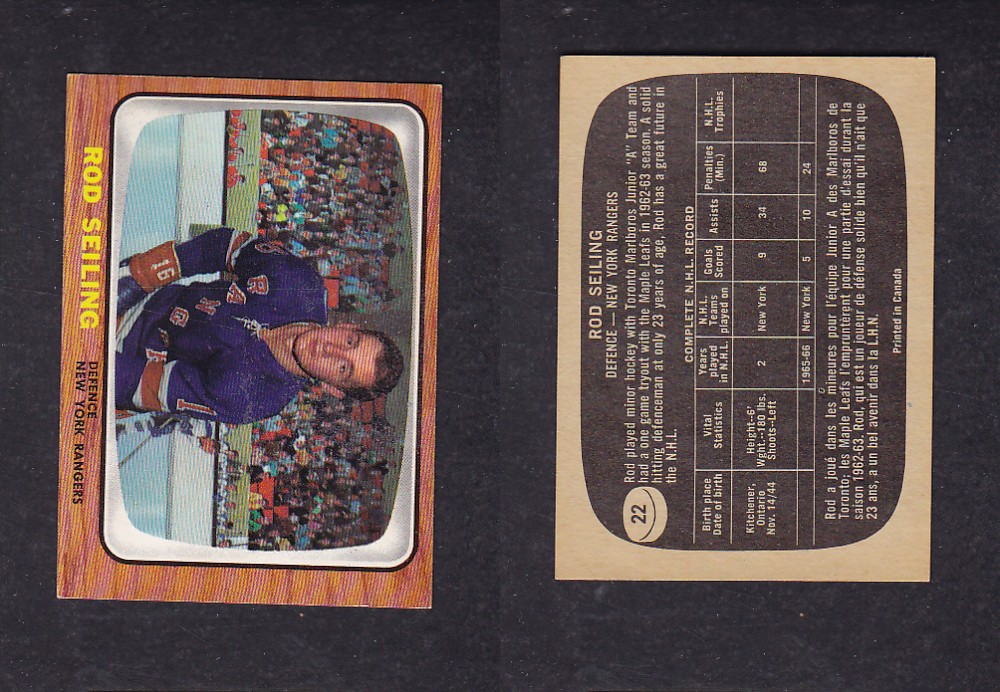 ROD SEILING
DEFENCE
NEW YORK RANGERS
RANGE
16
1
22
ROD SEILING
DEFENCE — NEW YORK RANGERS
Rod played minor hockey with Toronto Marlboros Junior "A" Team and
had a one game tryout with the Maple Leafs in 1962-63 season. A solid
hitting defenceman at only 23 years of age, Rod has a great future in
the N.H.L.
COMPLETE N.H.L. RECORD
Birth place
Date of birth
Vital
Statistics
Years
played
in N.H.L.
N.H.L.
Teams
played on
Goals
Scored
Assists
Penalties
(Min.)
N.H.L.
Trophies
Kitchener,
Ontario
Nov. 14/44
Height--6'
Wght.--180 lbs.
Shoots--Left
2
New York
9
34
68
1965-66
New York
5
10
24
Rod a joué dans les mineures pour l'équipe Junior A des Marlboros de
Toronto; les Maple Leafs l'empruntèrent pour une partie d'essai durant la
saison 1962-63. Rod, qui est un joueur de défense solide bien qu'il n'ait que
23 ans, a un bel avenir dans la L.H.N.
Printed in Canada